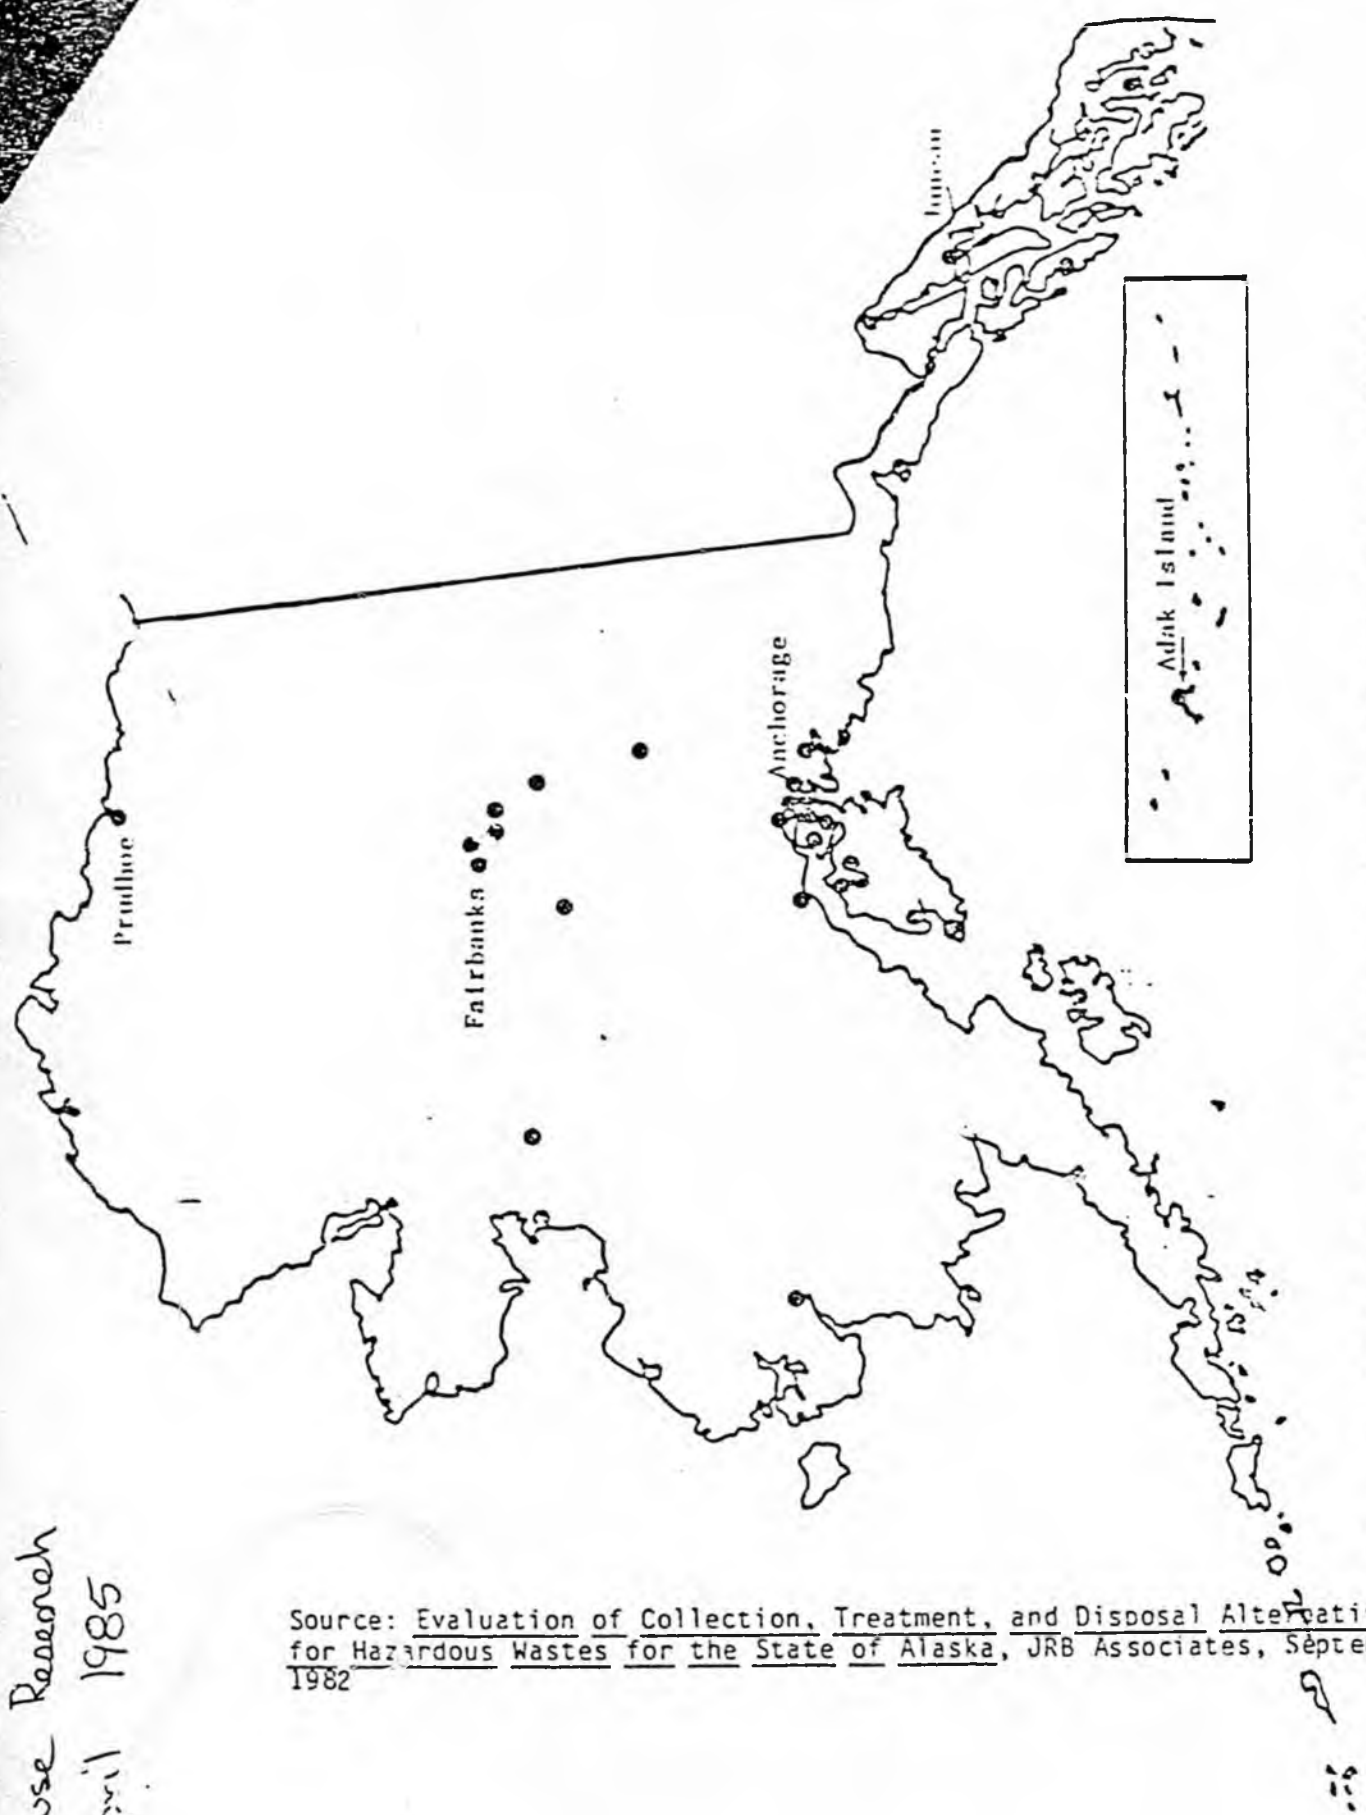 Juneau
Prudhoe
Fairbanks
Anchorage
Adak Island
Source: Evaluation of Collection, Treatment, and Disposal
for Hazardous Wastes for the State of Alaska, JRB Associates,
1982
Research
1985